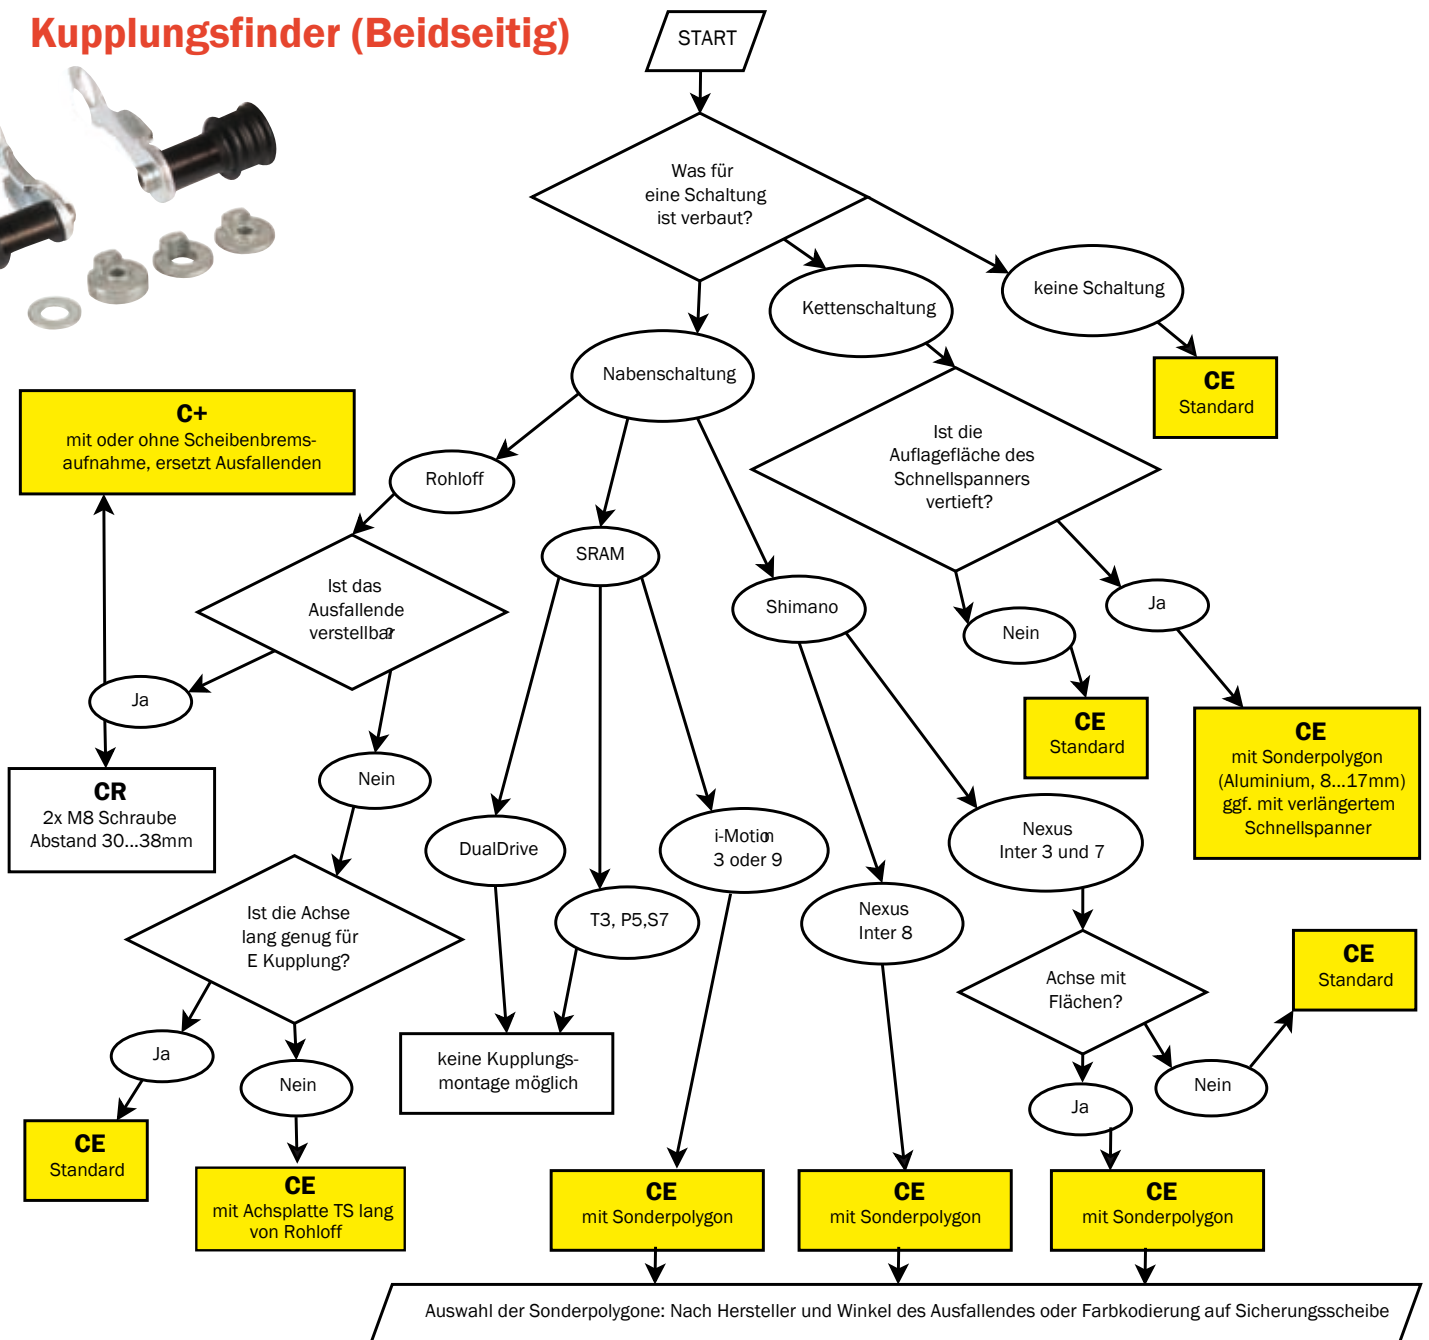 Kupplungsfinder (Beidseitig)
START
Was für
eine Schaltung
ist verbaut?
keine Schaltung
Kettenschaltung
Nabenschaltung
CE
Standard
C+
mit oder ohne Scheibenbrems-
aufnahme, ersetzt Ausfallenden
Ist die
Auflagefläche des
Schnellspanners
vertieft?
Rohloff
SRAM
Shimano
Ist das
Ausfallende
verstellbar?
Ja
Nein
Ja
Nein
CE
Standard
CE
mit Sonderpolygon
(Aluminium, 8...17mm)
ggf. mit verlängertem
Schnellspanner
CR
2x M8 Schraube
Abstand 30...38mm
DualDrive
i-Motion
3 oder 9
Nexus
Inter 3 und 7
T3, P5,S7
Nexus
Inter 8
Ist die Achse
lang genug für
E Kupplung?
Achse mit
Flächen?
CE
Standard
Ja
Nein
keine Kupplungs-
montage möglich
Ja
Nein
CE
Standard
CE
mit Achsplatte TS lang
von Rohloff
CE
mit Sonderpolygon
CE
mit Sonderpolygon
CE
mit Sonderpolygon
Auswahl der Sonderpolygone: Nach Hersteller und Winkel des Ausfallendes oder Farbkodierung auf Sicherungsscheibe